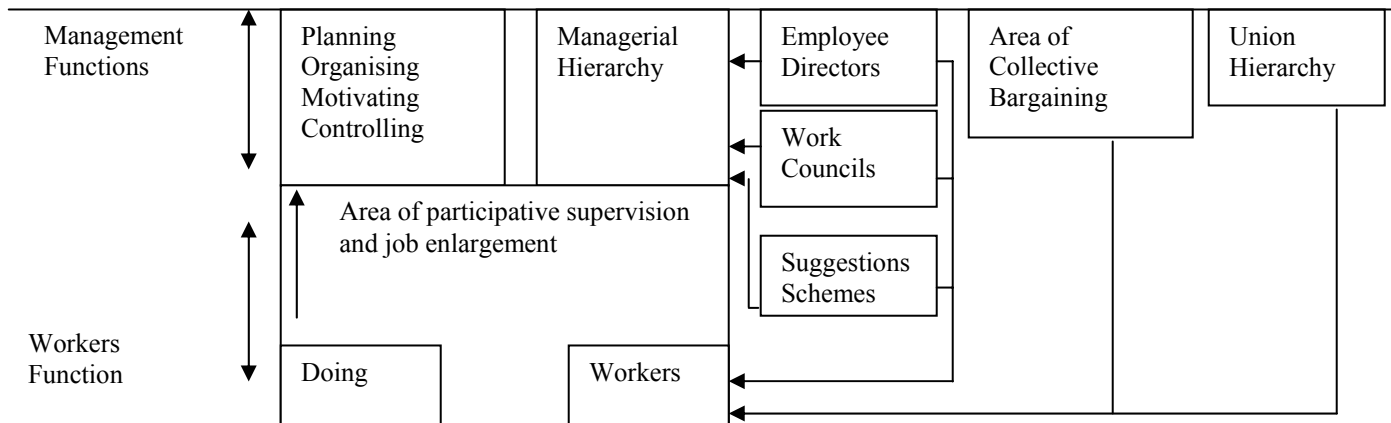 Management
Functions
Planning
Organising
Motivating
Controlling
Managerial
Hierarchy
Employee
Directors
Area of
Collective
Bargaining
Union
Hierarchy
Work
Councils
Area of participative supervision
and job enlargement
Suggestions
Schemes
Workers
Function
Doing
Workers